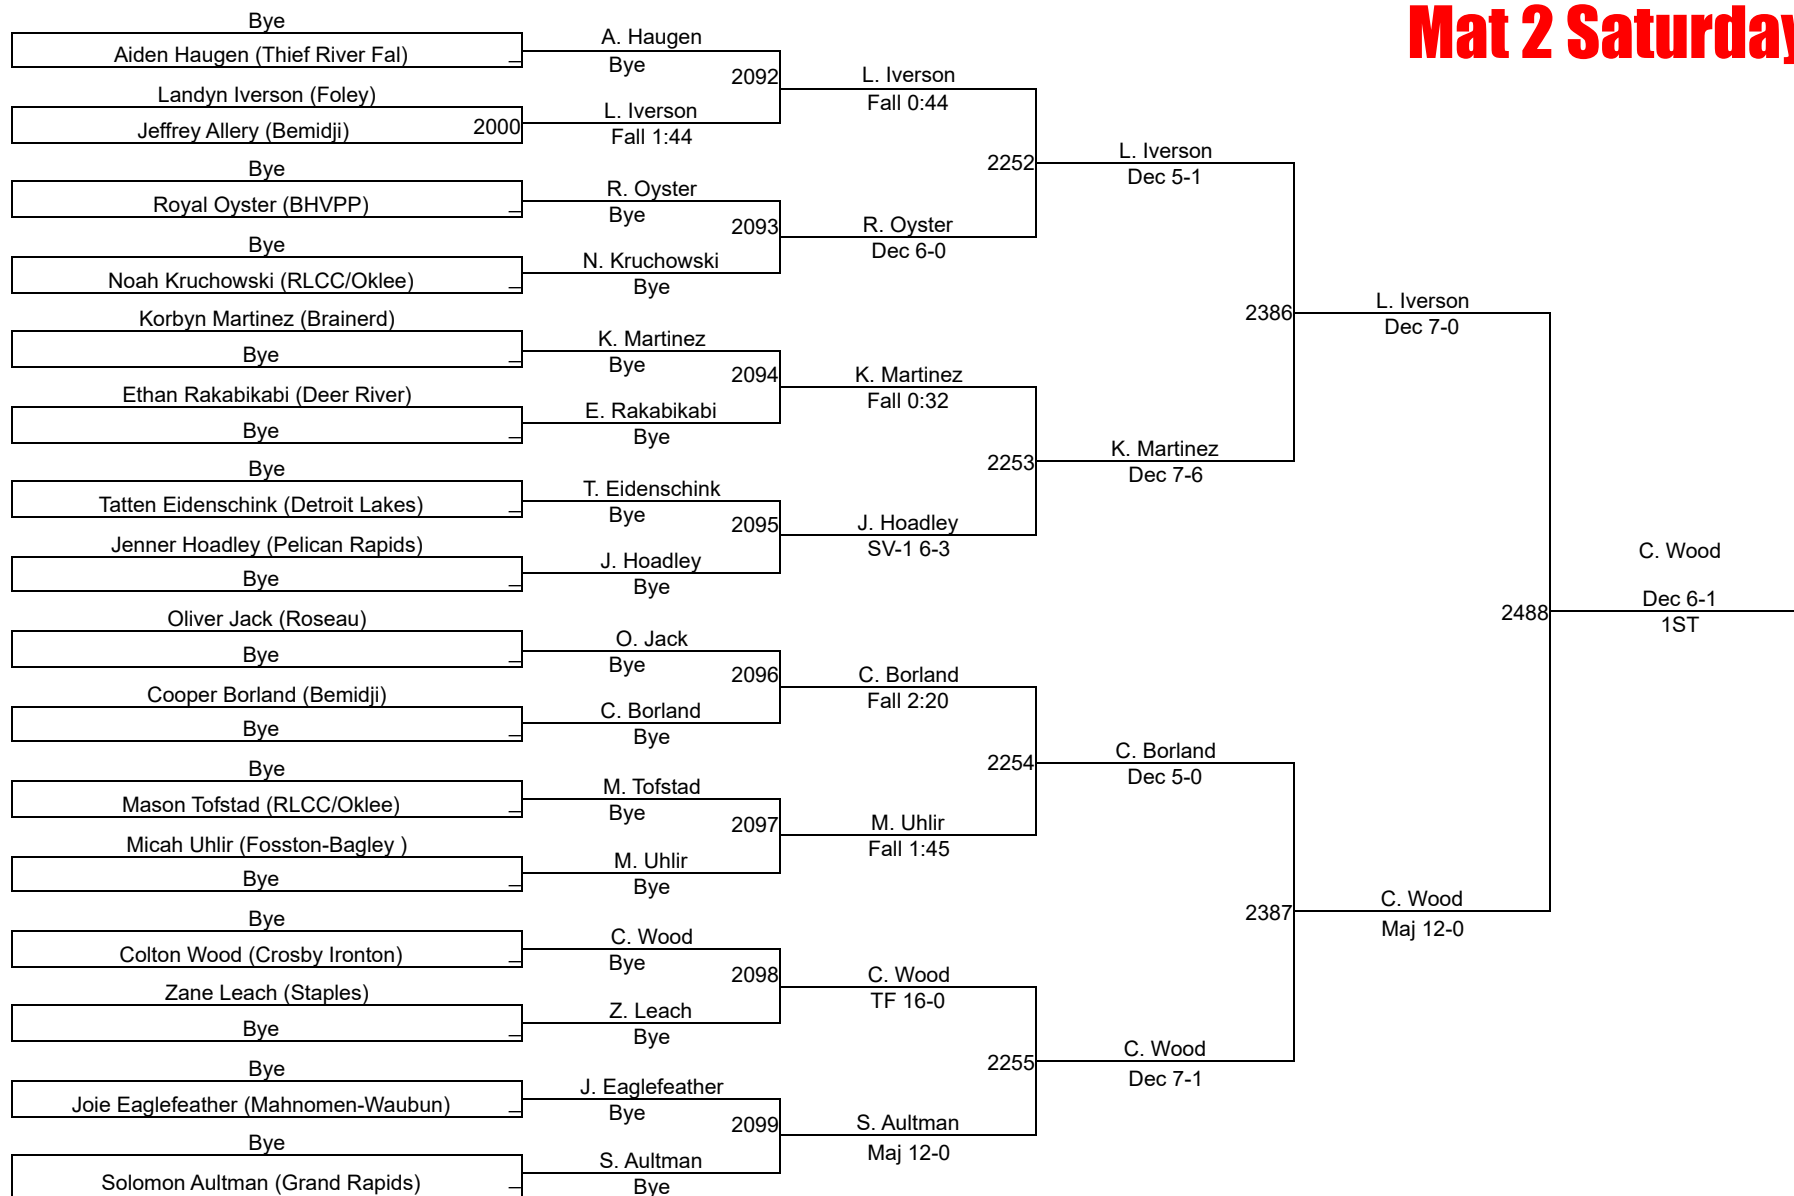 Mat 2 Saturday
Bye
Aiden Haugen (Thief River Fal)
Landyn Iverson (Foley)
Jeffrey Allery (Bemidji)
2000
Bye
Royal Oyster (BHVPP)
Bye
Noah Kruchowski (RLCC/Oklee)
Korbyn Martinez (Brainerd)
Bye
Ethan Rakabikabi (Deer River)
Bye
Bye
Tatten Eidenschink (Detroit Lakes)
Jenner Hoadley (Pelican Rapids)
Bye
Oliver Jack (Roseau)
Bye
Cooper Borland (Bemidji)
Bye
Bye
Mason Tofstad (RLCC/Oklee)
Micah Uhlir (Fosston-Bagley )
Bye
Bye
Colton Wood (Crosby Ironton)
Zane Leach (Staples)
Bye
Bye
Joie Eaglefeather (Mahnomen-Waubun)
Bye
Solomon Aultman (Grand Rapids)
A. Haugen
Bye
2092
L. Iverson
Fall 1:44
R. Oyster
Bye
2093
N. Kruchowski
Bye
K. Martinez
Bye
2094
E. Rakabikabi
Bye
T. Eidenschink
Bye
2095
J. Hoadley
Bye
O. Jack
Bye
2096
C. Borland
Bye
M. Tofstad
Bye
2097
M. Uhlir
Bye
C. Wood
Bye
2098
Z. Leach
Bye
J. Eaglefeather
Bye
2099
S. Aultman
Bye
L. Iverson
Fall 0:44
2252
R. Oyster
Dec 6-0
K. Martinez
Fall 0:32
2253
J. Hoadley
SV-1 6-3
C. Borland
Fall 2:20
2254
M. Uhlir
Fall 1:45
C. Wood
TF 16-0
2255
S. Aultman
Maj 12-0
L. Iverson
Dec 5-1
2386
K. Martinez
Dec 7-6
C. Borland
Dec 5-0
2387
C. Wood
Dec 7-1
L. Iverson
Dec 7-0
2488
C. Wood
Maj 12-0
C. Wood
Dec 6-1
1ST